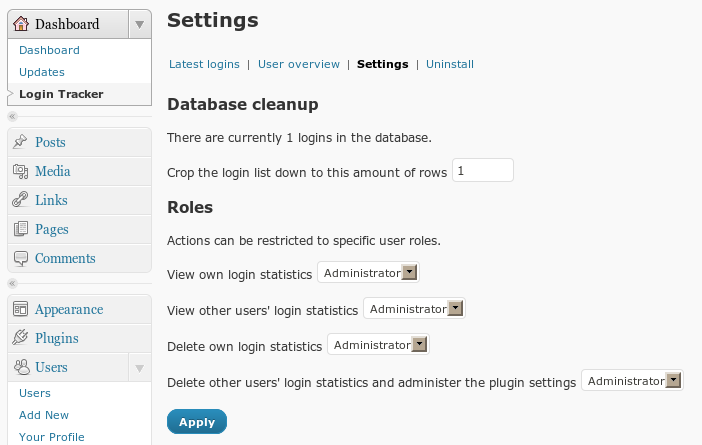 Dashboard
Dashboard
Updates
Login Tracker
Posts
Media
Links
Pages
Comments
Appearance
Plugins
Users
Users
Add New
Your Profile
Settings
Latest logins | User overview | Settings | Uninstall
Database cleanup
There are currently 1 logins in the database.
Crop the login list down to this amount of rows 1
Roles
Actions can be restricted to specific user roles.
View own login statistics Administrator
View other users' login statistics Administrator
Delete own login statistics Administrator
Delete other users' login statistics and administer the plugin settings Administrator
Apply